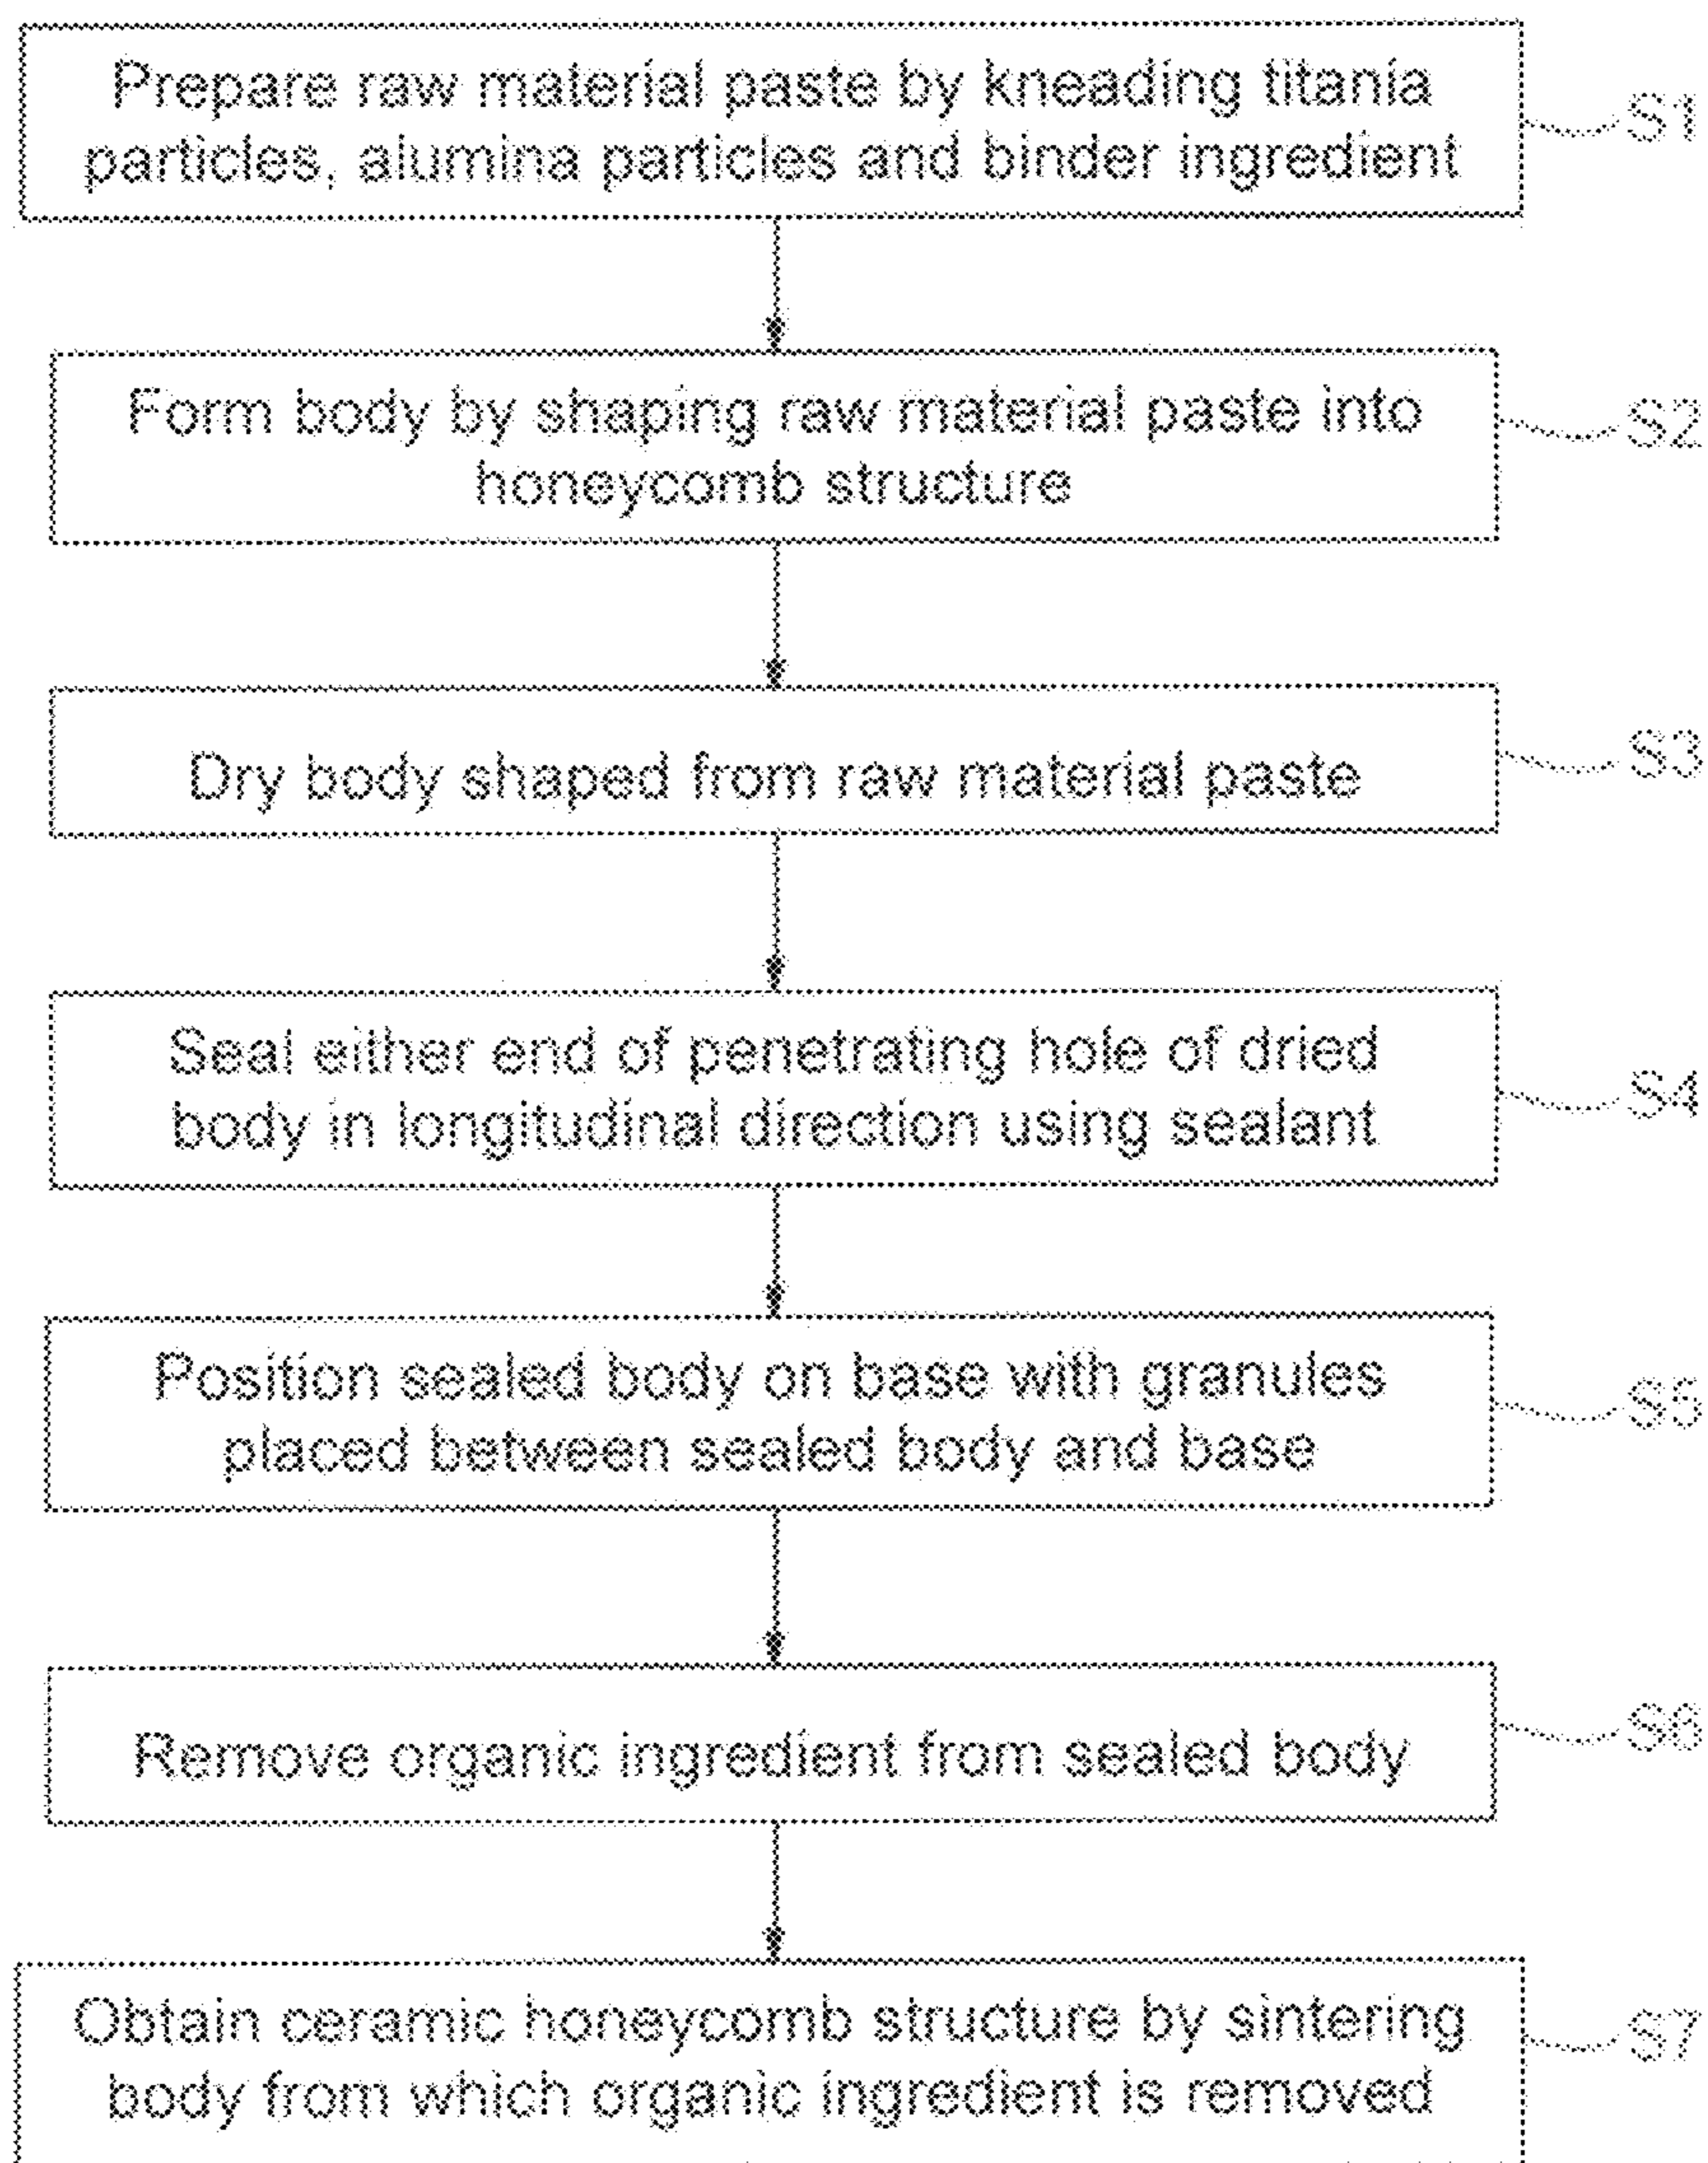 Prepare raw material paste by kneading titania
particles, alumina particles and binder ingredient
S1
Form body by shaping raw material paste into
honeycomb structure
S2
Dry body shaped from raw material paste
S3
Seal either end of penetrating hole of dried
body in longitudinal direction using sealant
S4
Position sealed body on base with granules
placed between sealed body and base
S5
Remove organic ingredient from sealed body
S6
Obtain ceramic honeycomb structure by sintering
body from which organic ingredient is removed
S7